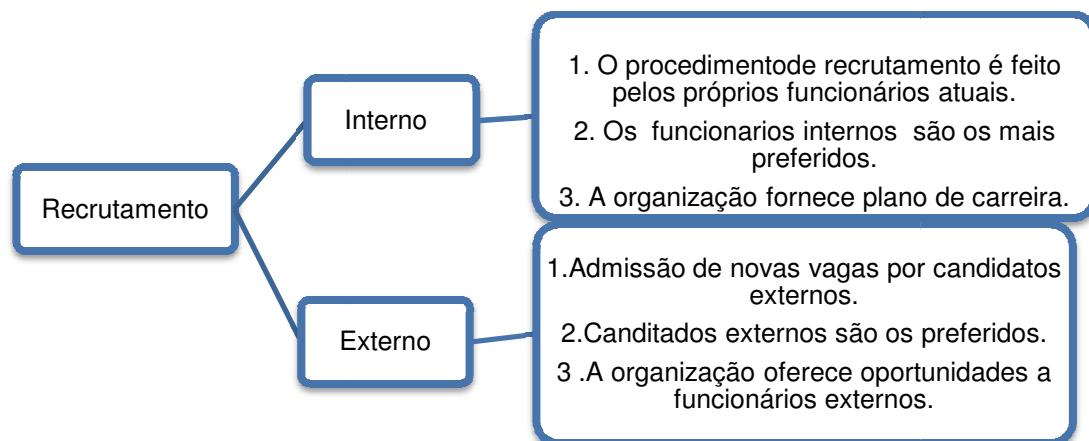 Recrutamento
Interno
1. O procedimentode recrutamento é feito
pelos próprios funcionários atuais.
2. Os funcionarios internos são os mais
preferidos.
3. A organização fornece plano de carreira.
Externo
1.Admissão de novas vagas por candidatos
externos.
2.Canditados externos são os preferidos.
3 .A organização oferece oportunidades a
funcionários externos.